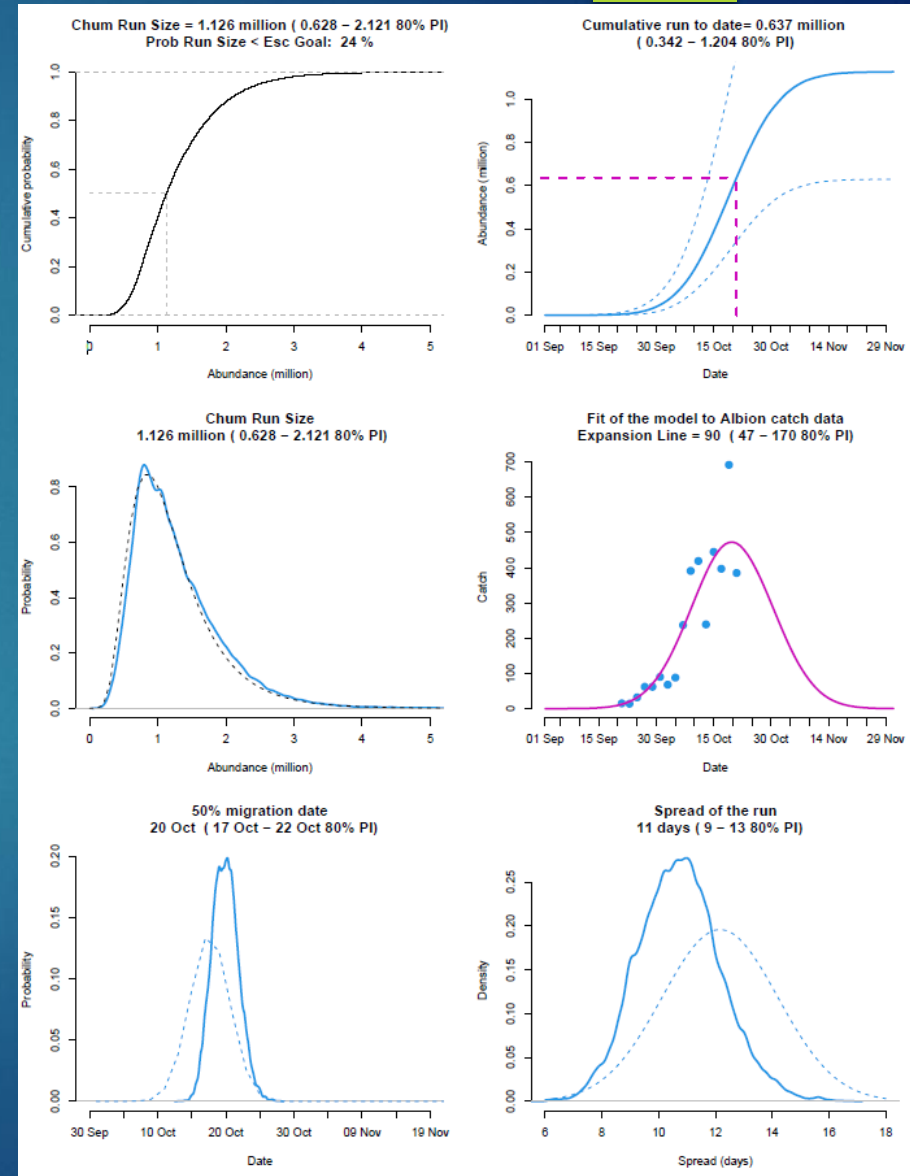 Chum Run Size = 1.126 million ( 0.628 – 2.121 80% PI)
Prob Run Size < Esc Goal: 24 %
Cumulative probability
0.0 0.2 0.4 0.6 0.8 1.0
0 1 2 3 4 5
Abundance (million)
Cumulative run to date= 0.637 million
( 0.342 – 1.204 80% PI)
Abundance (million)
0.0 0.2 0.4 0.6 0.8 1.0
01 Sep 15 Sep 30 Sep 15 Oct 30 Oct 14 Nov 29 Nov
Date
Chum Run Size
1.126 million ( 0.628 – 2.121 80% PI)
Probability
0.0 0.2 0.4 0.6 0.8
0 1 2 3 4 5
Abundance (million)
Fit of the model to Albion catch data
Expansion Line = 90 ( 47 – 170 80% PI)
Catch
0 100 200 300 400 500 600 700
01 Sep 15 Sep 30 Sep 15 Oct 30 Oct 14 Nov 29 Nov
Date
50% migration date
20 Oct ( 17 Oct – 22 Oct 80% PI)
Probability
0.00 0.05 0.10 0.15 0.20
30 Sep 10 Oct 20 Oct 30 Oct 09 Nov 19 Nov
Date
Spread of the run
11 days ( 9 – 13 80% PI)
Density
0.00 0.05 0.10 0.15 0.20 0.25
6 8 10 12 14 16 18
Spread (days)